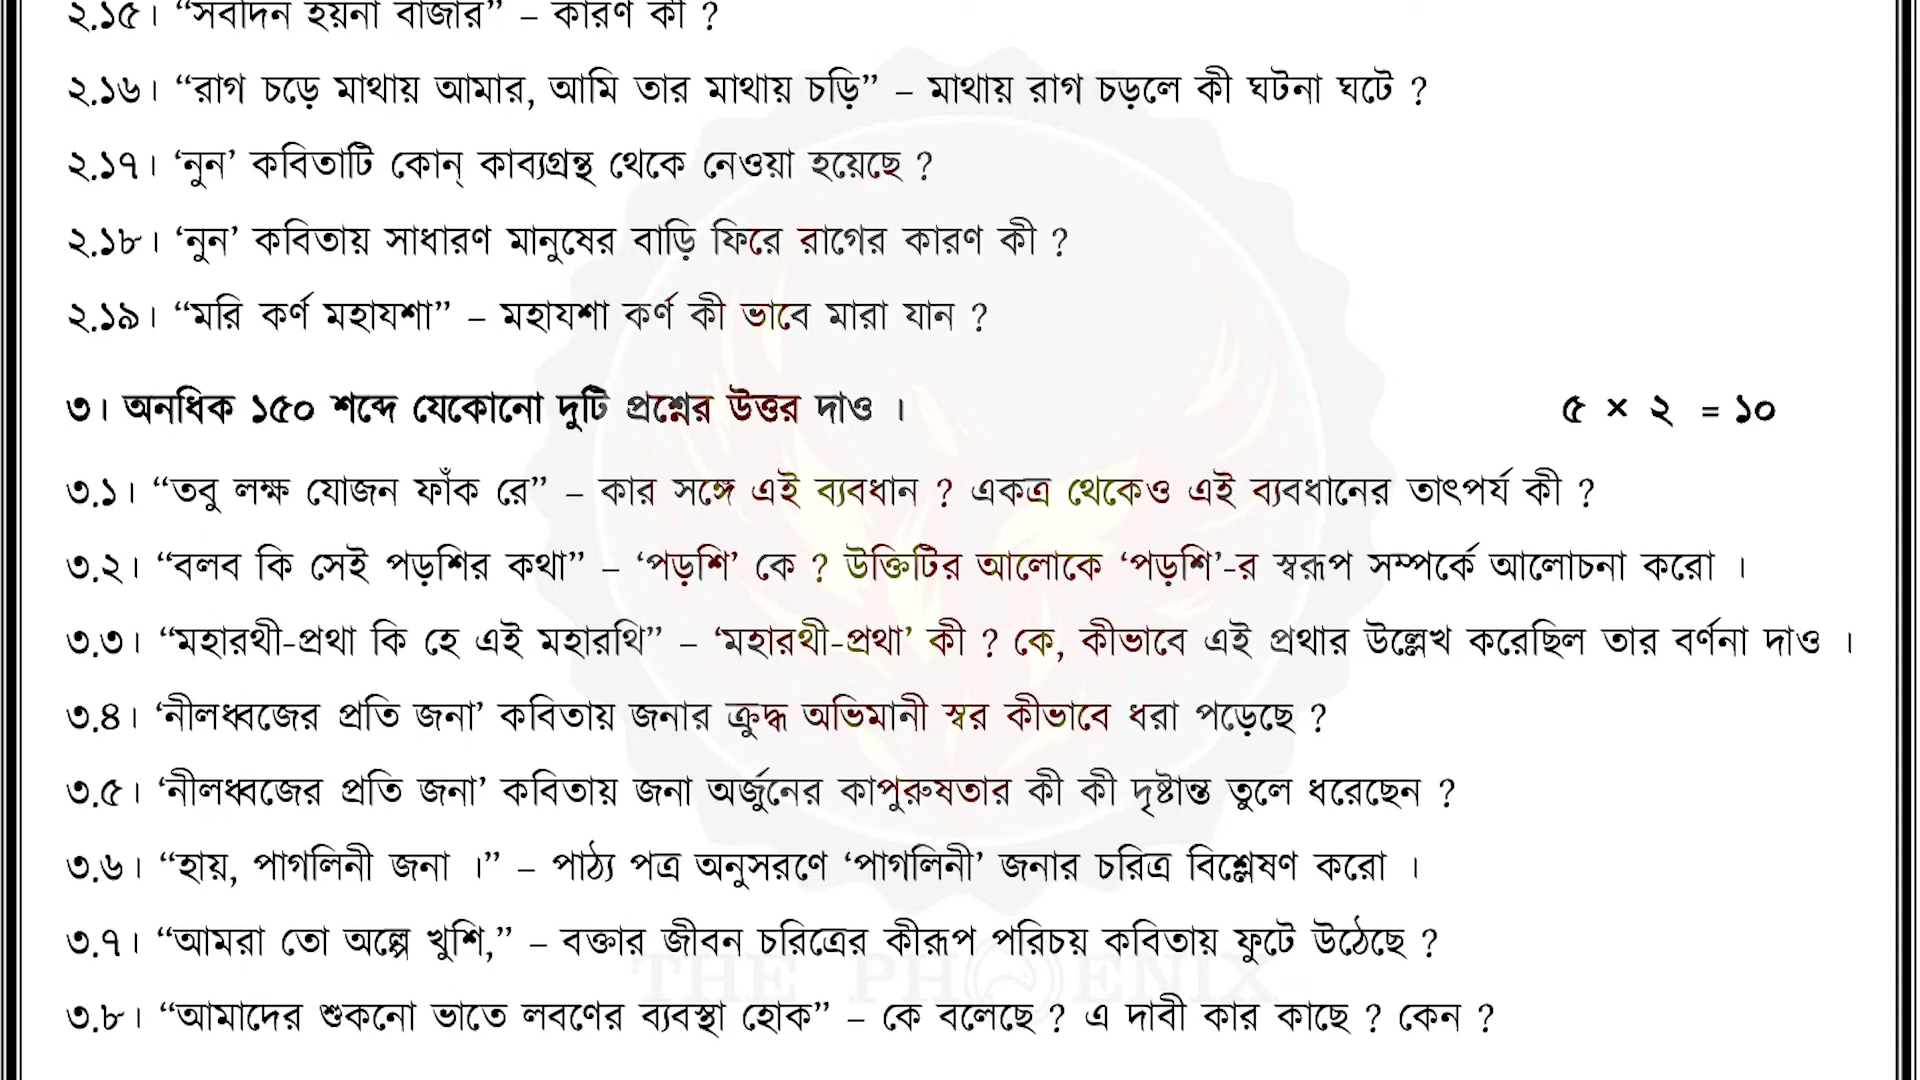 ২.১৫। “সবদিন হয়না বাজার” – কারণ কী ?
২.১৬। “রাগ চড়ে মাথায় আমার, আমি তার মাথায় চড়ি” – মাথায় রাগ চড়লে কী ঘটনা ঘটে ?
২.১৭। ‘নুন’ কবিতাটি কোন্ কাব্যগ্রন্থ থেকে নেওয়া হয়েছে ?
২.১৮। ‘নুন’ কবিতায় সাধারণ মানুষের বাড়ি ফিরে রাগের কারণ কী ?
২.১৯। “মরি কর্ণ মহাযশা” – মহাযশা কর্ণ কী ভাবে মারা যান ?
৩। অনধিক ১৫০ শব্দে যেকোনো দুটি প্রশ্নের উত্তর দাও । ৫ × ২ = ১০
৩.১। “তবু লক্ষ যোজন ফাঁক রে” – কার সঙ্গে এই ব্যবধান ? একত্র থেকেও এই ব্যবধানের তাৎপর্য কী ?
৩.২। “বলব কি সেই পড়শির কথা” – ‘পড়শি’ কে ? উক্তিটির আলোকে ‘পড়শি’-র স্বরূপ সম্পর্কে আলোচনা করো ।
৩.৩। “মহারথী-প্রথা কি হে এই মহারথি” – ‘মহারথী-প্রথা’ কী ? কে, কীভাবে এই প্রথার উল্লেখ করেছিল তার বর্ণনা দাও ।
৩.৪। ‘নীলধ্বজের প্রতি জনা’ কবিতায় জনার ক্রুদ্ধ অভিমানী স্বর কীভাবে ধরা পড়েছে ?
৩.৫। ‘নীলধ্বজের প্রতি জনা’ কবিতায় জনা অর্জুনের কাপুরুষতার কী কী দৃষ্টান্ত তুলে ধরেছেন ?
৩.৬। “হায়, পাগলিনী জনা ।” – পাঠ্য পত্র অনুসরণে ‘পাগলিনী’ জনার চরিত্র বিশ্লেষণ করো ।
৩.৭। “আমরা তো অল্পে খুশি,” – বক্তার জীবন চরিত্রের কীরূপ পরিচয় কবিতায় ফুটে উঠেছে ?
THE PHOENIX
৩.৮। “আমাদের শুকনো ভাতে লবণের ব্যবস্থা হোক” – কে বলেছে ? এ দাবী কার কাছে ? কেন ?